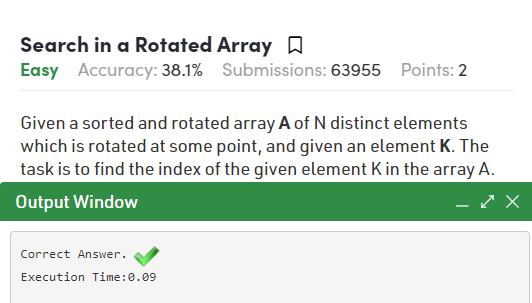 Search in a Rotated Array
Easy Accuracy: 38.1% Submissions: 63955 Points: 2
Given a sorted and rotated array A of N distinct elements
which is rotated at some point, and given an element K. The
task is to find the index of the given element K in the array A.
Output Window
Correct Answer.
Execution Time:0.09